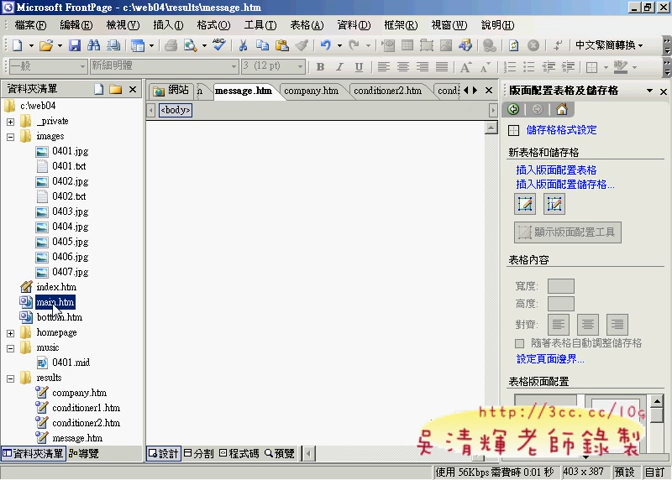 Microsoft FrontPage - c:\web04\results\message.htm
檔案(F) 編輯(E) 檢視(V) 插入(I) 格式(O) 工具(T) 表格(A) 資料(D) 框架(R) 視窗(W) 說明(H)
中文繁簡轉換
一般 新細明體 3 (12 pt) B I U
資料夾清單
網站 message.htm company.htm conditioner2.htm
版面配置表格及儲存格
c:\web04
<body>
_private
images
0401.jpg
0401.txt
0402.jpg
0402.txt
0403.jpg
0404.jpg
0405.jpg
0406.jpg
0407.jpg
index.htm
main.htm
bottom.htm
homepage
music
0401.mid
results
company.htm
conditioner1.htm
conditioner2.htm
message.htm
儲存格格式設定
新表格和儲存格
插入版面配置表格
插入版面配置儲存格...
顯示版面配置工具
表格內容
寬度:
高度:
對齊:
隨著表格自動調整儲存格
設定頁面邊界...
表格版面配置
http://3cc.cc/10g
吳清輝老師錄製
資料夾清單 導覽 設計 分割 程式碼 預覽
使用 56Kbps 需費時 0:01 秒 403 x 387 預設 自訂